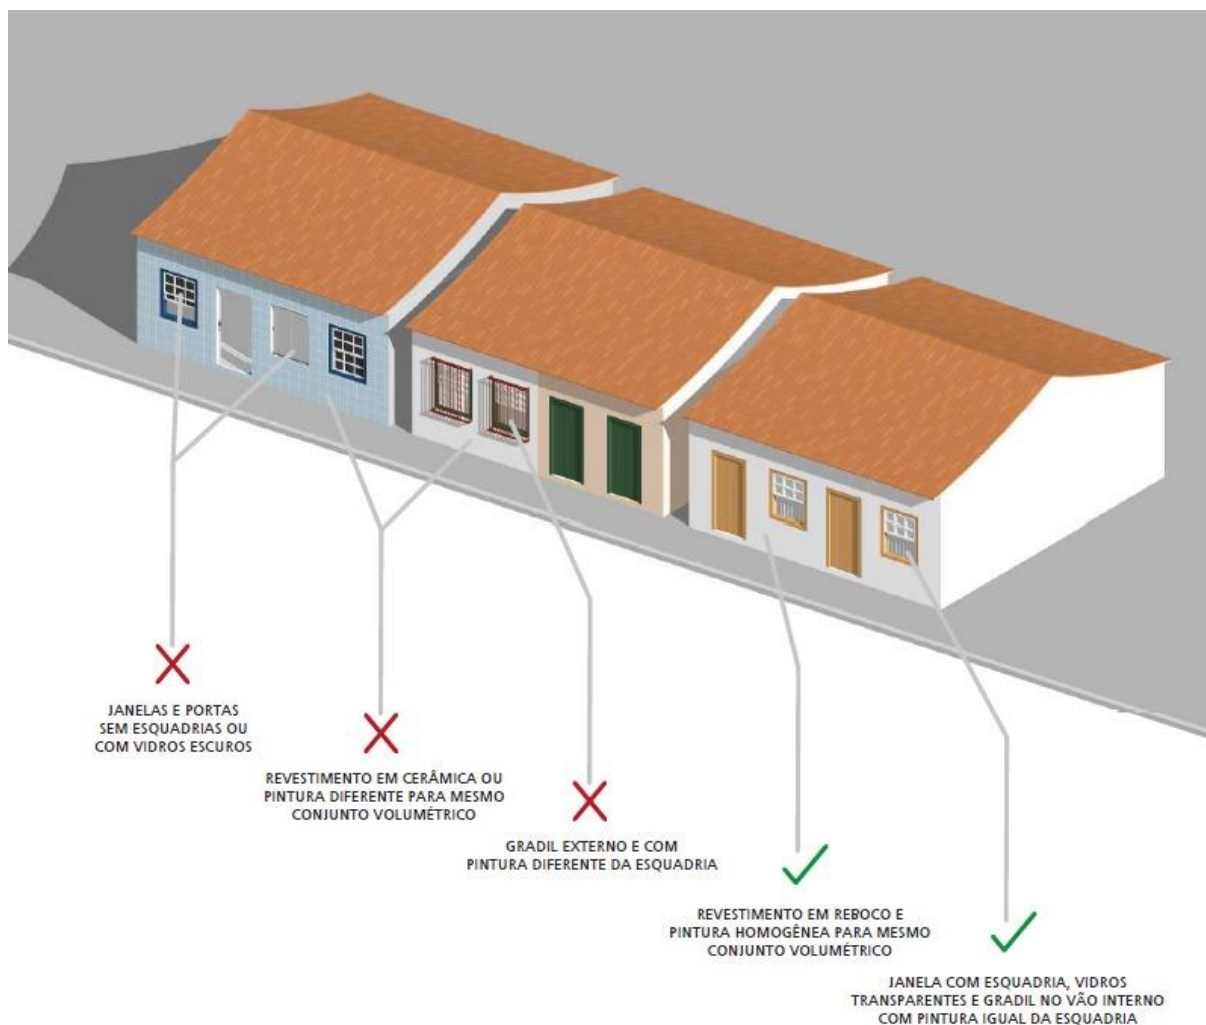 JANELAS E PORTAS
SEM ESQUADRIAS OU
COM VIDROS ESCUROS
REVESTIMENTO EM CERÂMICA OU
PINTURA DIFERENTE PARA MESMO
CONJUNTO VOLUMÉTRICO
GRADIL EXTERNO E COM
PINTURA DIFERENTE DA ESQUADRIA
REVESTIMENTO EM REBOCO E
PINTURA HOMOGÊNEA PARA MESMO
CONJUNTO VOLUMÉTRICO
JANELA COM ESQUADRIA, VIDROS
TRANSPARENTES E GRADIL NO VÃO INTERNO
COM PINTURA IGUAL DA ESQUADRIA